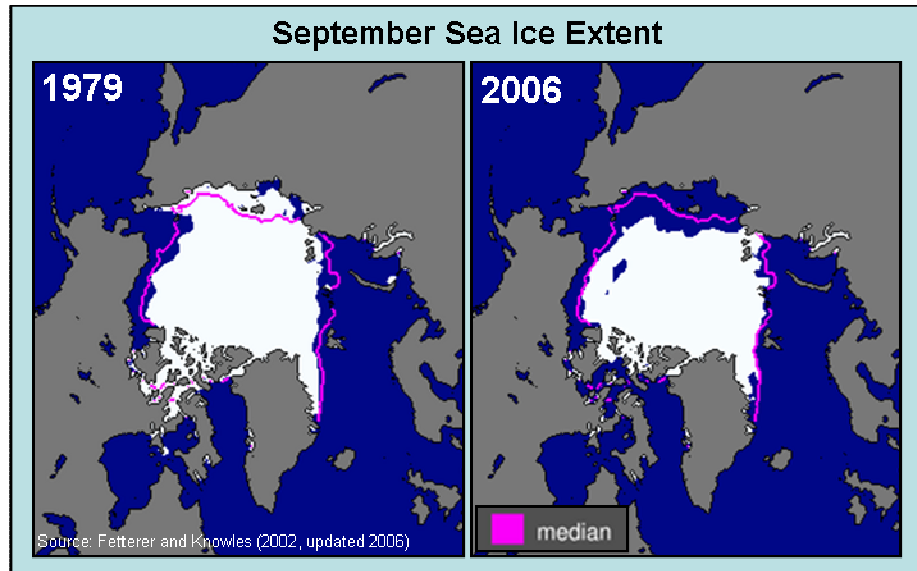 September Sea Ice Extent
1979
2006
Source: Fetterer and Knowles (2002, updated 2006)
median